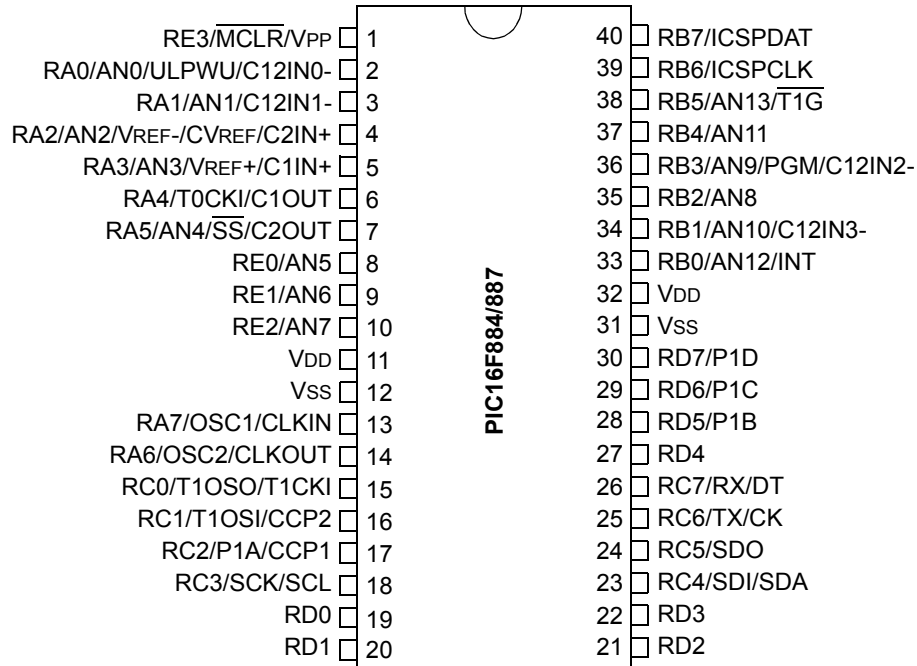 RE3/MCLR/VPP 1 40 RB7/ICSPDAT
RA0/AN0/ULPWU/C12IN0- 2 39 RB6/ICSPCLK
RA1/AN1/C12IN1- 3 38 RB5/AN13/T1G
RA2/AN2/VREF-/CVREF/C2IN+ 4 37 RB4/AN11
RA3/AN3/VREF+/C1IN+ 5 36 RB3/AN9/PGM/C12IN2-
RA4/T0CKI/C1OUT 6 35 RB2/AN8
RA5/AN4/SS/C2OUT 7 34 RB1/AN10/C12IN3-
RE0/AN5 8 33 RB0/AN12/INT
RE1/AN6 9 32 VDD
RE2/AN7 10 31 VSS
VDD 11 30 RD7/P1D
VSS 12 29 RD6/P1C
RA7/OSC1/CLKIN 13 28 RD5/P1B
RA6/OSC2/CLKOUT 14 27 RD4
RC0/T1OSO/T1CKI 15 26 RC7/RX/DT
RC1/T1OSI/CCP2 16 25 RC6/TX/CK
RC2/P1A/CCP1 17 24 RC5/SDO
RC3/SCK/SCL 18 23 RC4/SDI/SDA
RD0 19 22 RD3
RD1 20 21 RD2
PIC16F884/887